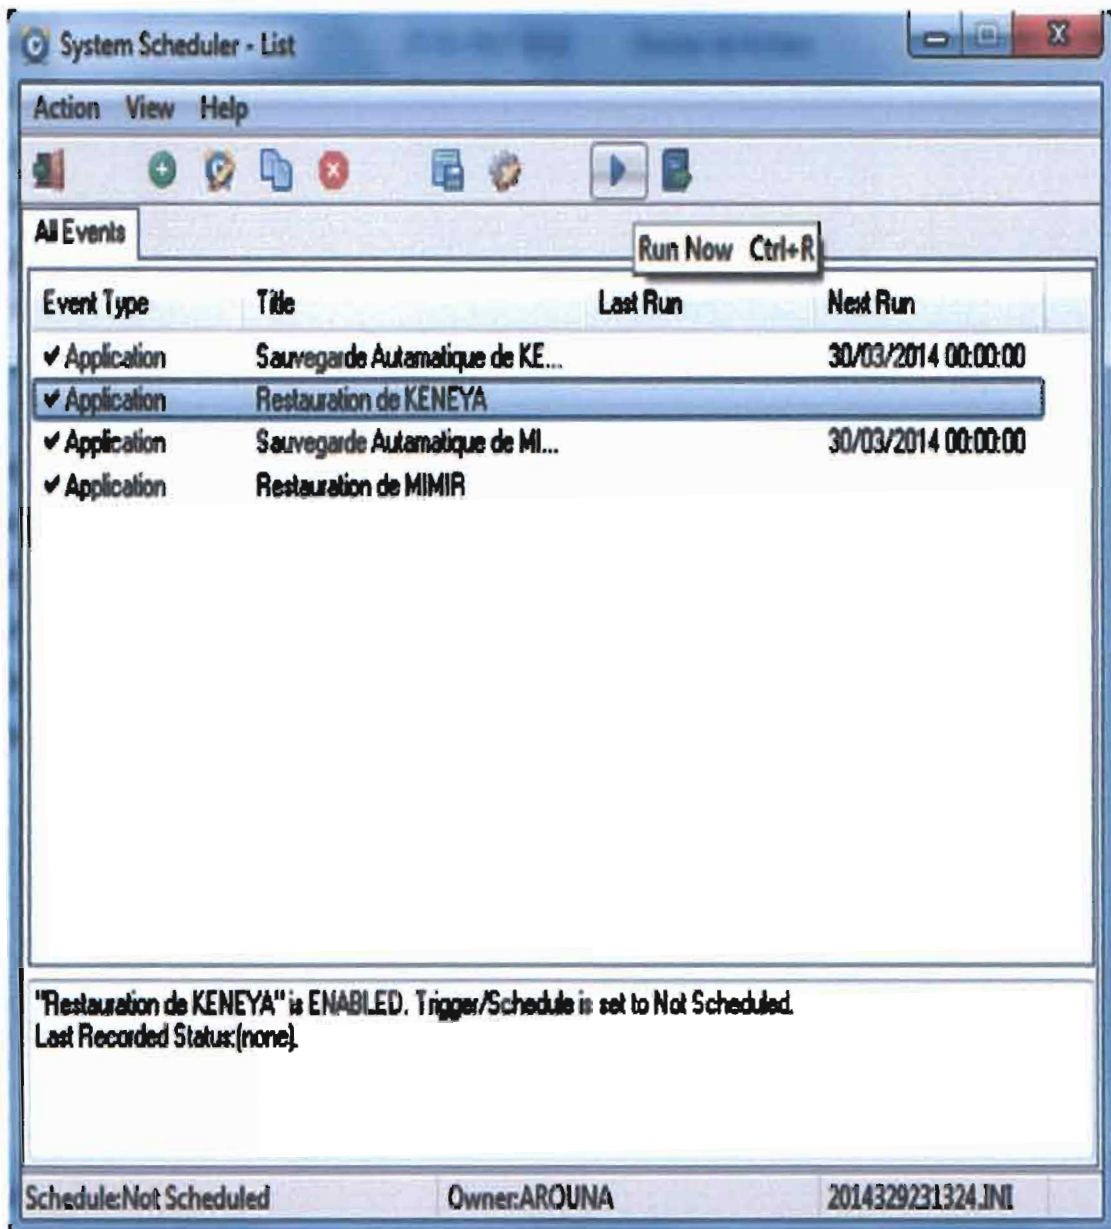 System Scheduler - List
Action View Help
Run Now Ctrl+R
All Events
Event Type Title Last Run Next Run
Application Sauvegarde Autamatique de KE... 30/03/2014 00:00:00
Application Restauration de KENEYA
Application Sauvegarde Autamatique de MI... 30/03/2014 00:00:00
Application Restauration de MIMIR
"Restauration de KENEYA" is ENABLED. Trigger/Schedule is set to Not Scheduled.
Last Recorded Status:(none).
Schedule:Not Scheduled Owner:AROUNA 2014329231324.INI